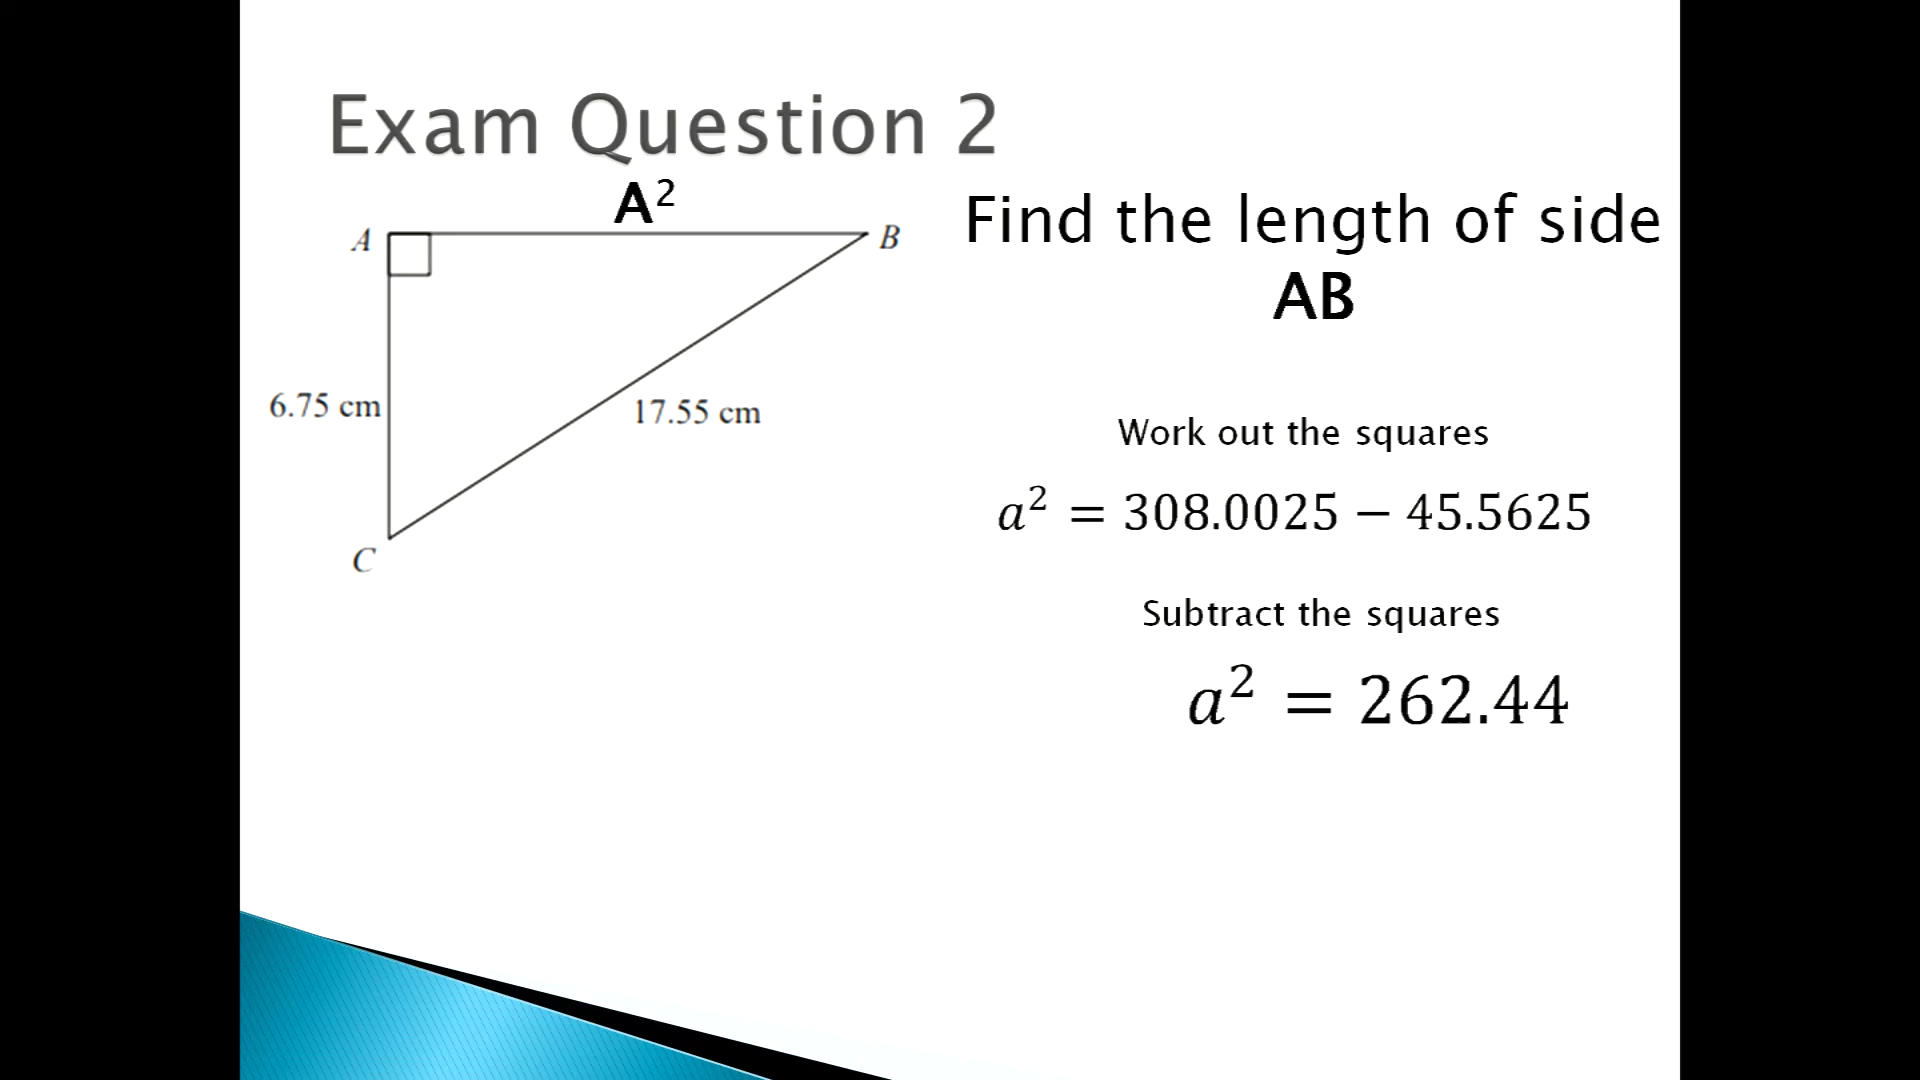 Exam Question 2
A²
A
B
6.75 cm
17.55 cm
C
Find the length of side
AB
Work out the squares
a² = 308.0025 − 45.5625
Subtract the squares
a² = 262.44